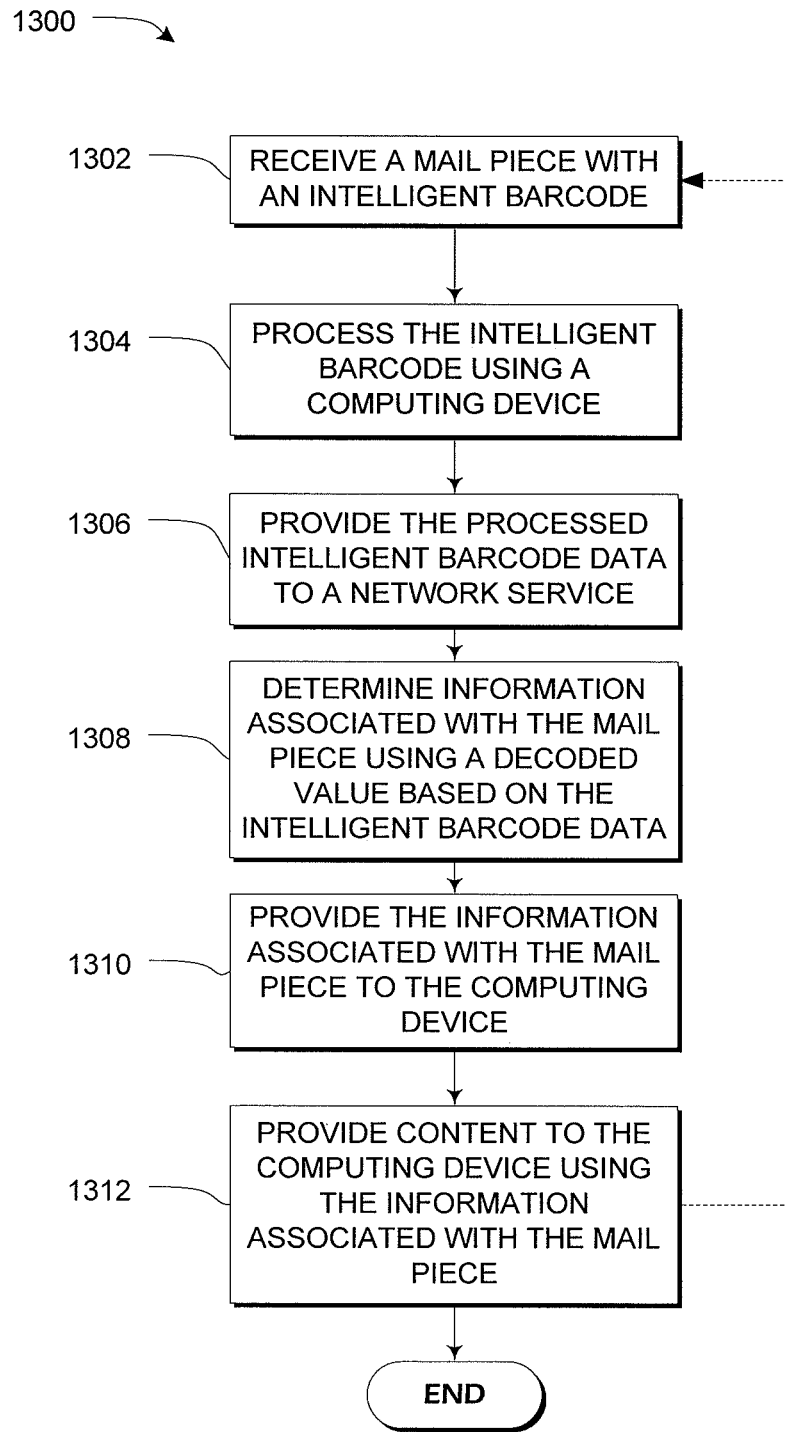 1300
1302
RECEIVE A MAIL PIECE WITH
AN INTELLIGENT BARCODE
1304
PROCESS THE INTELLIGENT
BARCODE USING A
COMPUTING DEVICE
1306
PROVIDE THE PROCESSED
INTELLIGENT BARCODE DATA
TO A NETWORK SERVICE
1308
DETERMINE INFORMATION
ASSOCIATED WITH THE MAIL
PIECE USING A DECODED
VALUE BASED ON THE
INTELLIGENT BARCODE DATA
1310
PROVIDE THE INFORMATION
ASSOCIATED WITH THE MAIL
PIECE TO THE COMPUTING
DEVICE
1312
PROVIDE CONTENT TO THE
COMPUTING DEVICE USING
THE INFORMATION
ASSOCIATED WITH THE MAIL
PIECE
END